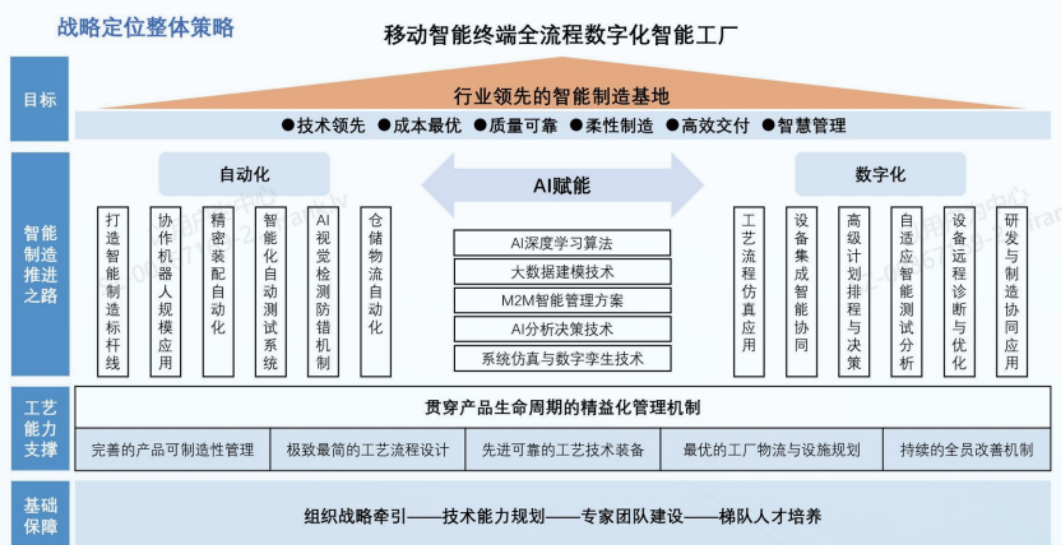 战略定位整体策略
移动智能终端全流程数字化智能工厂
目标
行业领先的智能制造基地
●技术领先 ●成本最优 ●质量可靠 ●柔性制造 ●高效交付 ●智慧管理
智能
制造
推进
之路
自动化
打造智能制造标杆线
协作机器人规模应用
精密装配自动化
智能化自动测试系统
AI视觉检测防错机制
仓储物流自动化
AI赋能
AI深度学习算法
大数据建模技术
M2M智能管理方案
AI分析决策技术
系统仿真与数字孪生技术
数字化
工艺流程仿真应用
设备集成智能协同
高级计划排程与决策
自适应智能测试分析
设备远程诊断与优化
研发与制造协同应用
工艺
能力
支撑
贯穿产品生命周期的精益化管理机制
完善的产品可制造性管理
极致最简的工艺流程设计
先进可靠的工艺技术装备
最优的工厂物流与设施规划
持续的全员改善机制
基础
保障
组织战略牵引——技术能力规划——专家团队建设——梯队人才培养